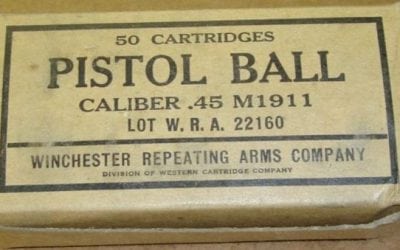 50 CARTRIDGES
PISTOL BALL
CALIBER .45 M1911
LOT W. R. A. 22160
WINCHESTER REPEATING ARMS COMPANY
DIVISION OF WESTERN CARTRIDGE COMPANY